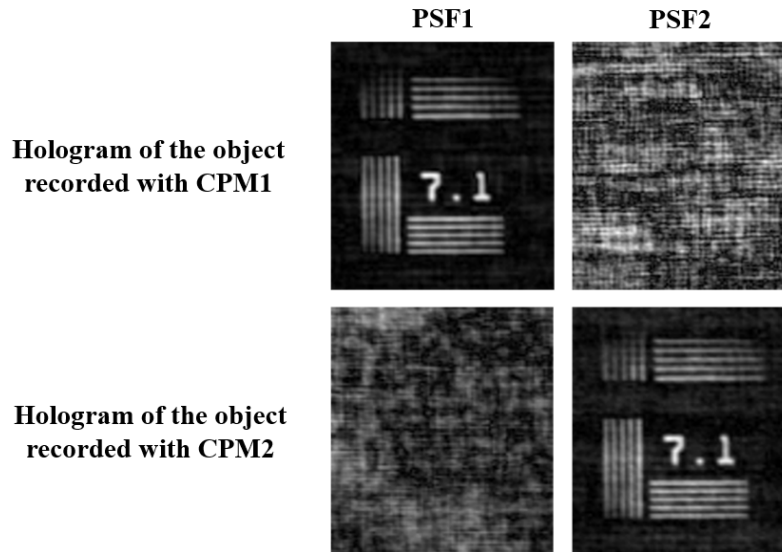 PSF1 PSF2
Hologram of the object
recorded with CPM1
7.1
Hologram of the object
recorded with CPM2
7.1